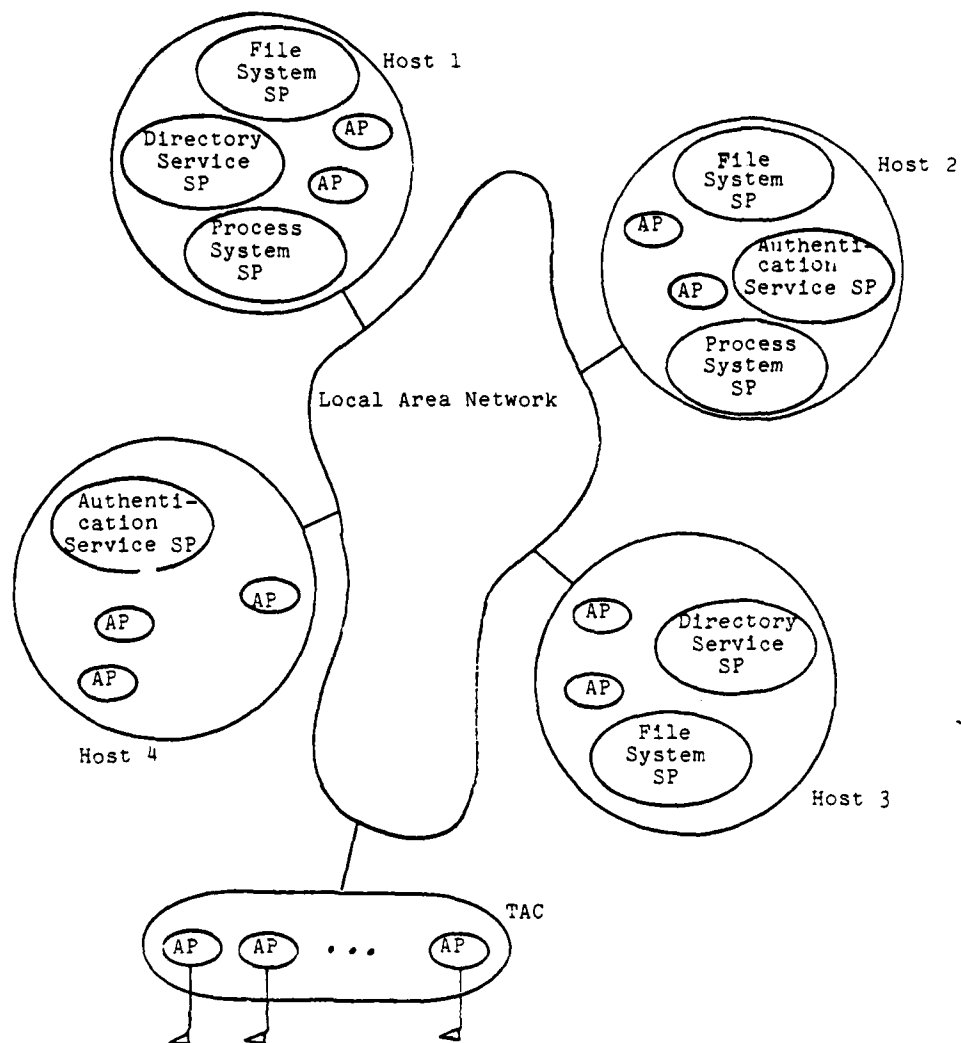 File
System
SP
Host 1
AP
Directory
Service
SP
AP
Process
System
SP
File
System
SP
Host 2
AP
Authenti-
cation
Service SP
AP
Process
System
SP
Local Area Network
Authenti-
cation
Service SP
AP
AP
AP
Host 4
AP
Directory
Service
SP
AP
File
System
SP
Host 3
TAC
AP
AP
• • •
AP